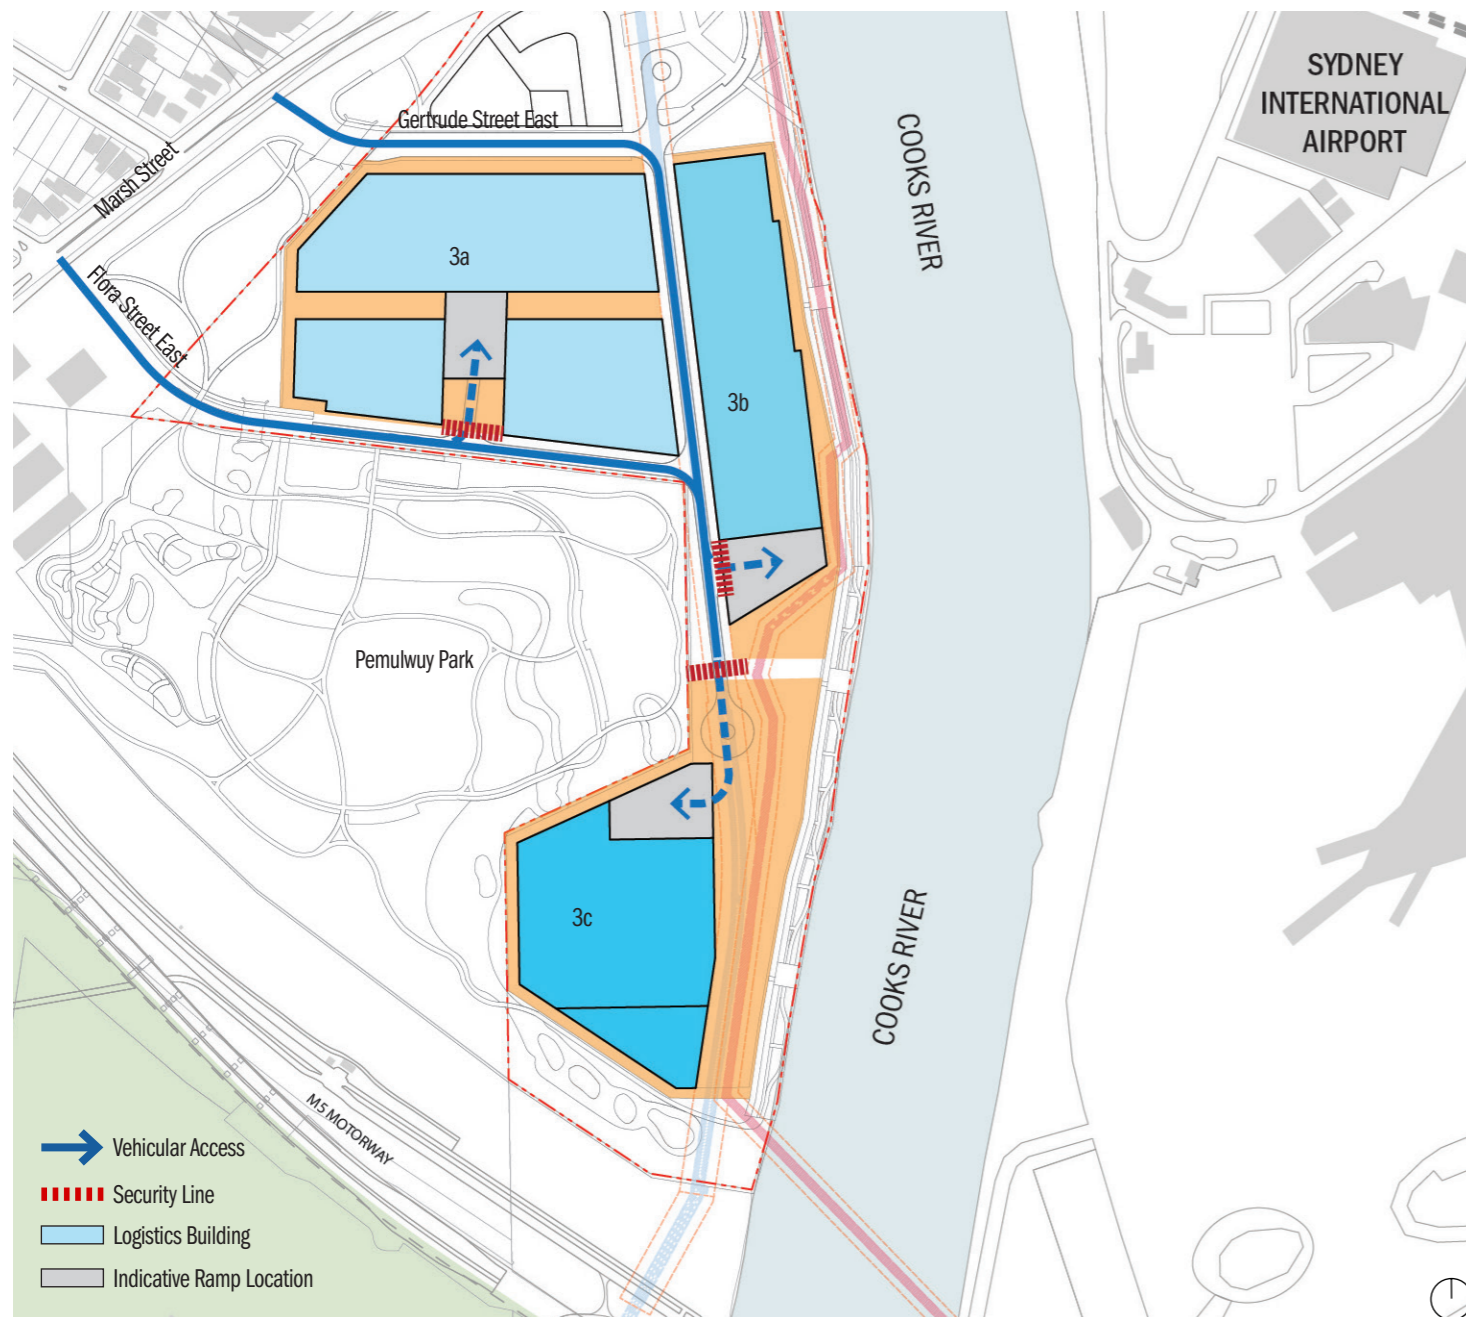 SYDNEY
INTERNATIONAL
AIRPORT
Gertrude Street East
COOKS RIVER
Marsh Street
3a
Flora Street East
3b
Pemulwuy Park
3c
COOKS RIVER
M5 MOTORWAY
Vehicular Access
Security Line
Logistics Building
Indicative Ramp Location